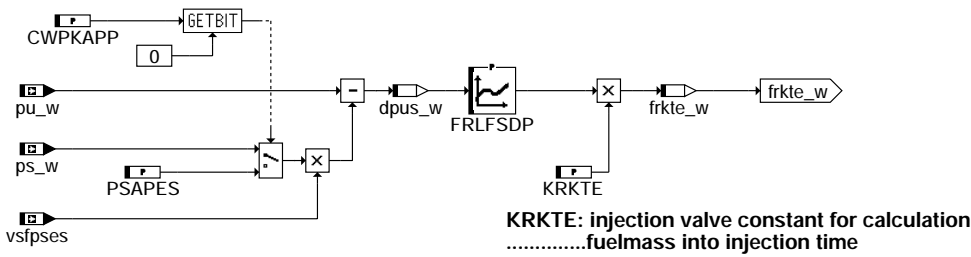 P
GETBIT
CWPKAPP
0
P
pu_w
dpus_w
FRLFSDP
frkte_w
frkte_w
ps_w
P
PSAPES
P
KRKTE
vsfpses
KRKTE: injection valve constant for calculation
..............fuelmass into injection time